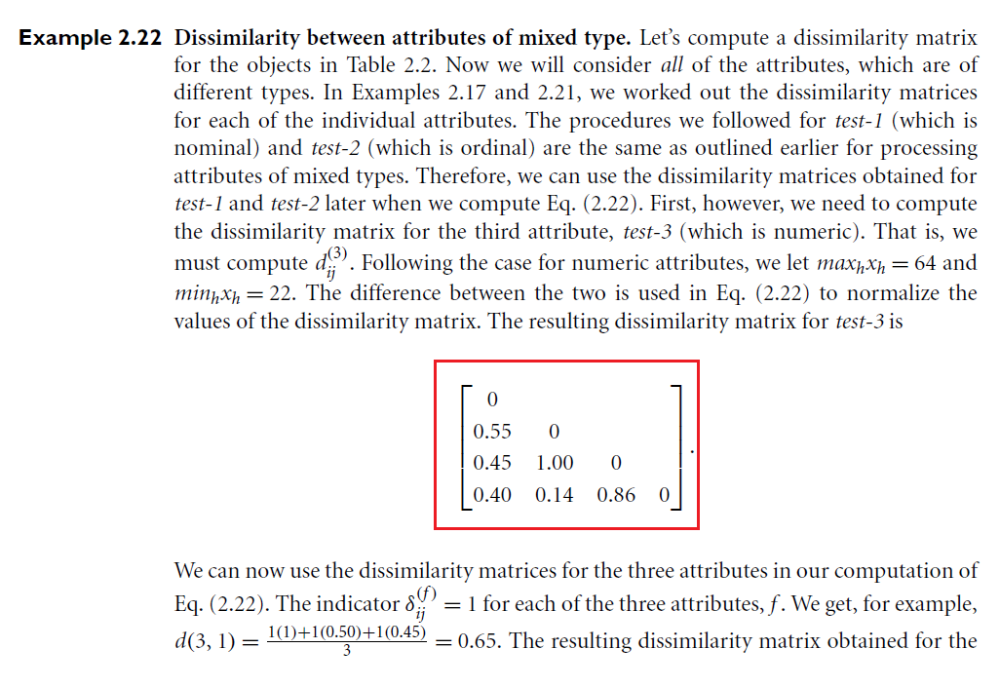 Example 2.22 Dissimilarity between attributes of mixed type. Let’s compute a dissimilarity matrix
for the objects in Table 2.2. Now we will consider all of the attributes, which are of
different types. In Examples 2.17 and 2.21, we worked out the dissimilarity matrices
for each of the individual attributes. The procedures we followed for test-1 (which is
nominal) and test-2 (which is ordinal) are the same as outlined earlier for processing
attributes of mixed types. Therefore, we can use the dissimilarity matrices obtained for
test-1 and test-2 later when we compute Eq. (2.22). First, however, we need to compute
the dissimilarity matrix for the third attribute, test-3 (which is numeric). That is, we
must compute d_{ij}^{(3)}. Following the case for numeric attributes, we let max_h x_h = 64 and
min_h x_h = 22. The difference between the two is used in Eq. (2.22) to normalize the
values of the dissimilarity matrix. The resulting dissimilarity matrix for test-3 is
0
0.55 0
0.45 1.00 0
0.40 0.14 0.86 0 .
We can now use the dissimilarity matrices for the three attributes in our computation of
Eq. (2.22). The indicator δ_{ij}^{(f)} = 1 for each of the three attributes, f. We get, for example,
d(3, 1) = \frac{1(1)+1(0.50)+1(0.45)}{3} = 0.65. The resulting dissimilarity matrix obtained for the